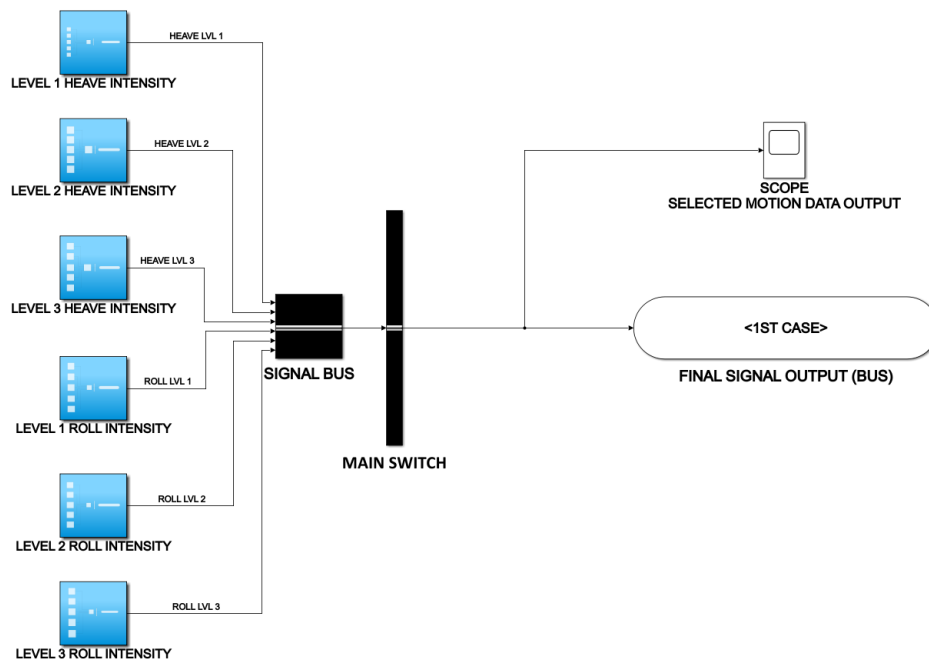 HEAVE LVL 1
LEVEL 1 HEAVE INTENSITY
HEAVE LVL 2
LEVEL 2 HEAVE INTENSITY
HEAVE LVL 3
LEVEL 3 HEAVE INTENSITY
ROLL LVL 1
LEVEL 1 ROLL INTENSITY
ROLL LVL 2
LEVEL 2 ROLL INTENSITY
ROLL LVL 3
LEVEL 3 ROLL INTENSITY
SIGNAL BUS
MAIN SWITCH
SCOPE
SELECTED MOTION DATA OUTPUT
<1ST CASE>
FINAL SIGNAL OUTPUT (BUS)